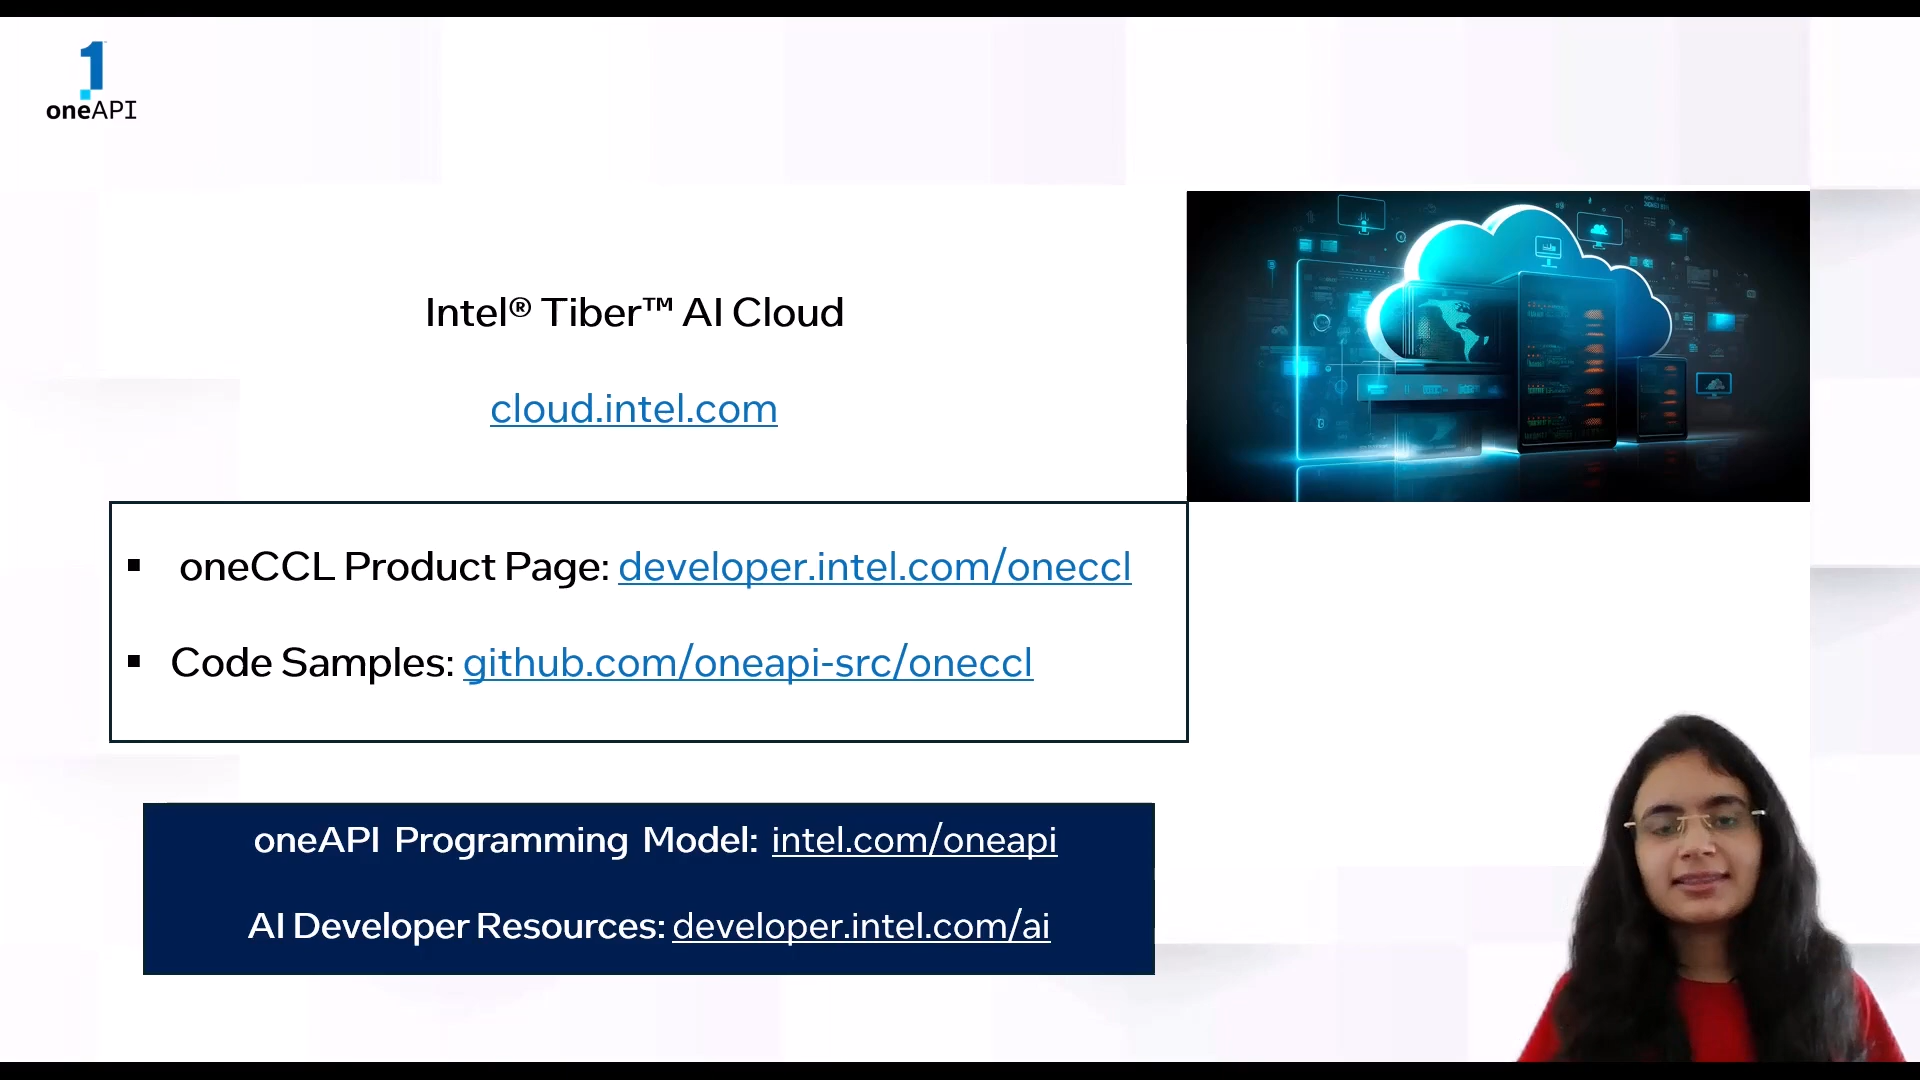 1
oneAPI
Intel® Tiber™ AI Cloud
cloud.intel.com
▪ oneCCL Product Page: developer.intel.com/oneccl
▪ Code Samples: github.com/oneapi-src/oneccl
oneAPI Programming Model: intel.com/oneapi
AI Developer Resources: developer.intel.com/ai